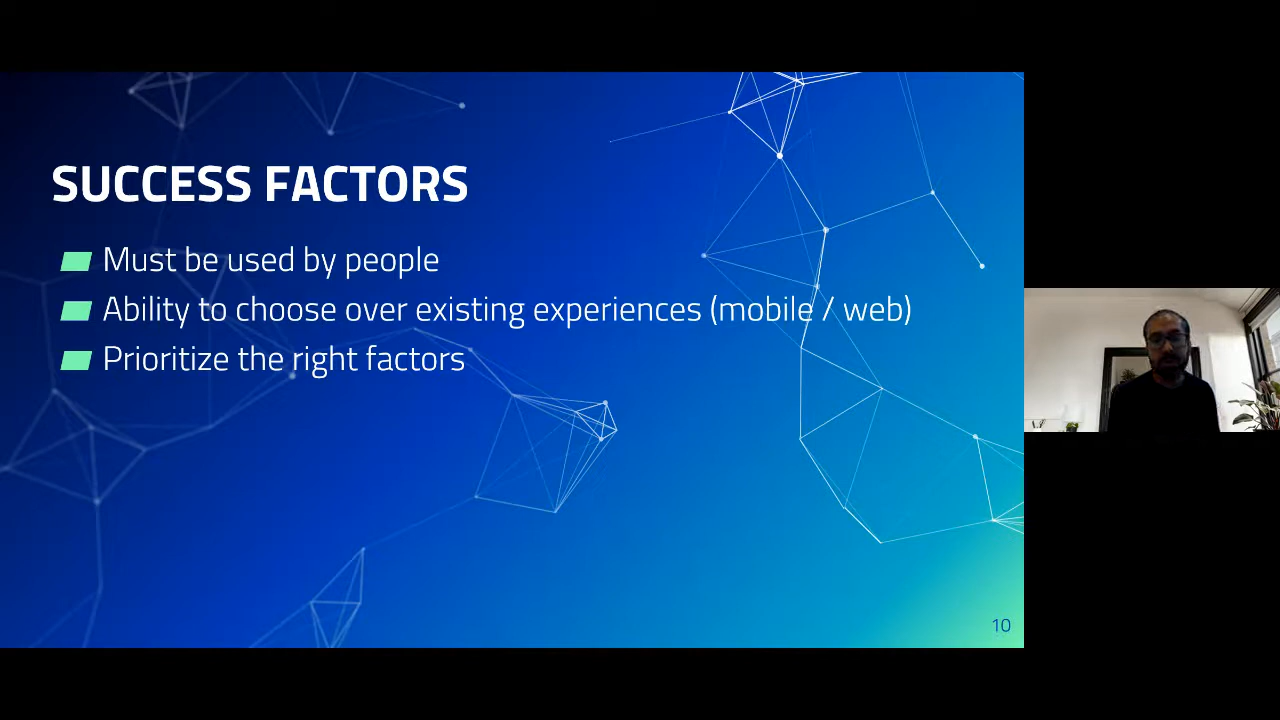 SUCCESS FACTORS
Must be used by people
Ability to choose over existing experiences (mobile / web)
Prioritize the right factors
10